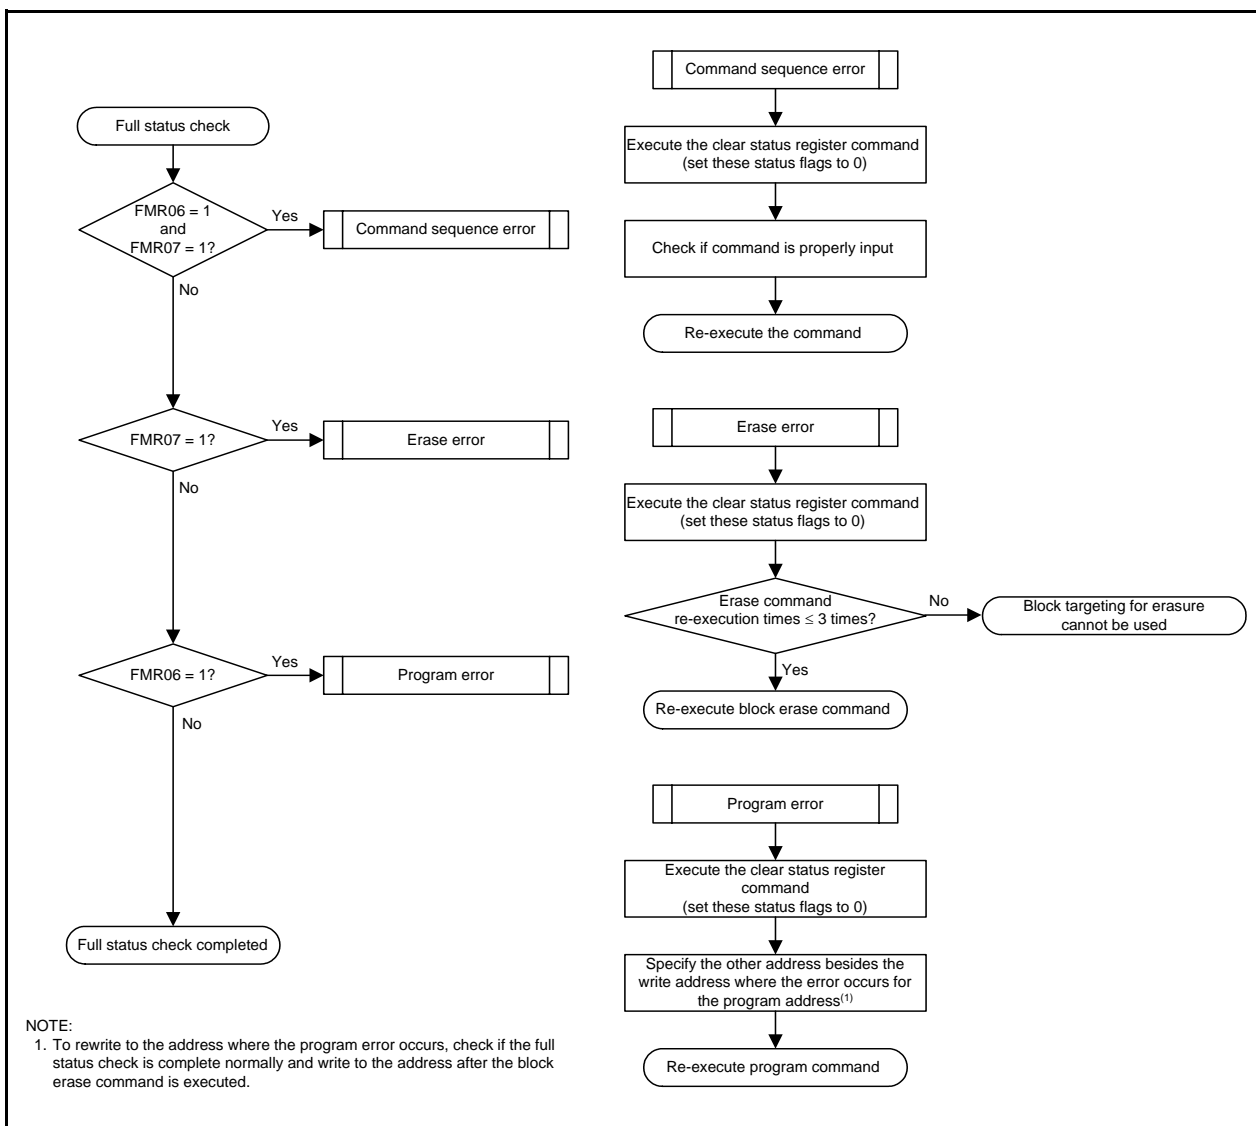 Full status check
FMR06 = 1
and
FMR07 = 1?
Yes
Command sequence error
No
FMR07 = 1?
Yes
Erase error
No
FMR06 = 1?
Yes
Program error
No
Full status check completed
Command sequence error
Execute the clear status register command
(set these status flags to 0)
Check if command is properly input
Re-execute the command
Erase error
Execute the clear status register command
(set these status flags to 0)
Erase command
re-execution times ≤ 3 times?
No
Block targeting for erasure
cannot be used
Yes
Re-execute block erase command
Program error
Execute the clear status register
command
(set these status flags to 0)
Specify the other address besides the
write address where the error occurs for
the program address(1)
Re-execute program command
NOTE:
1. To rewrite to the address where the program error occurs, check if the full
status check is complete normally and write to the address after the block
erase command is executed.